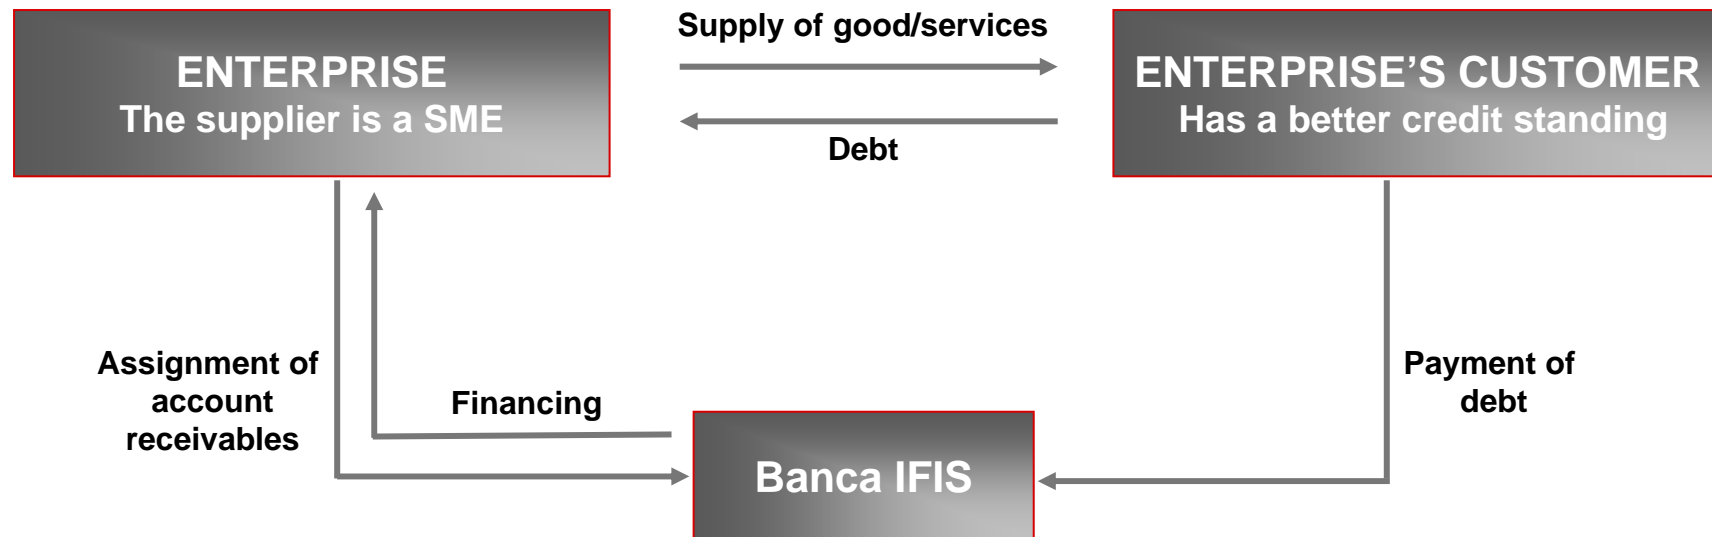 Supply of good/services
ENTERPRISE
The supplier is a SME
ENTERPRISE’S CUSTOMER
Has a better credit standing
Debt
Assignment of
account
receivables
Financing
Payment of
debt
Banca IFIS